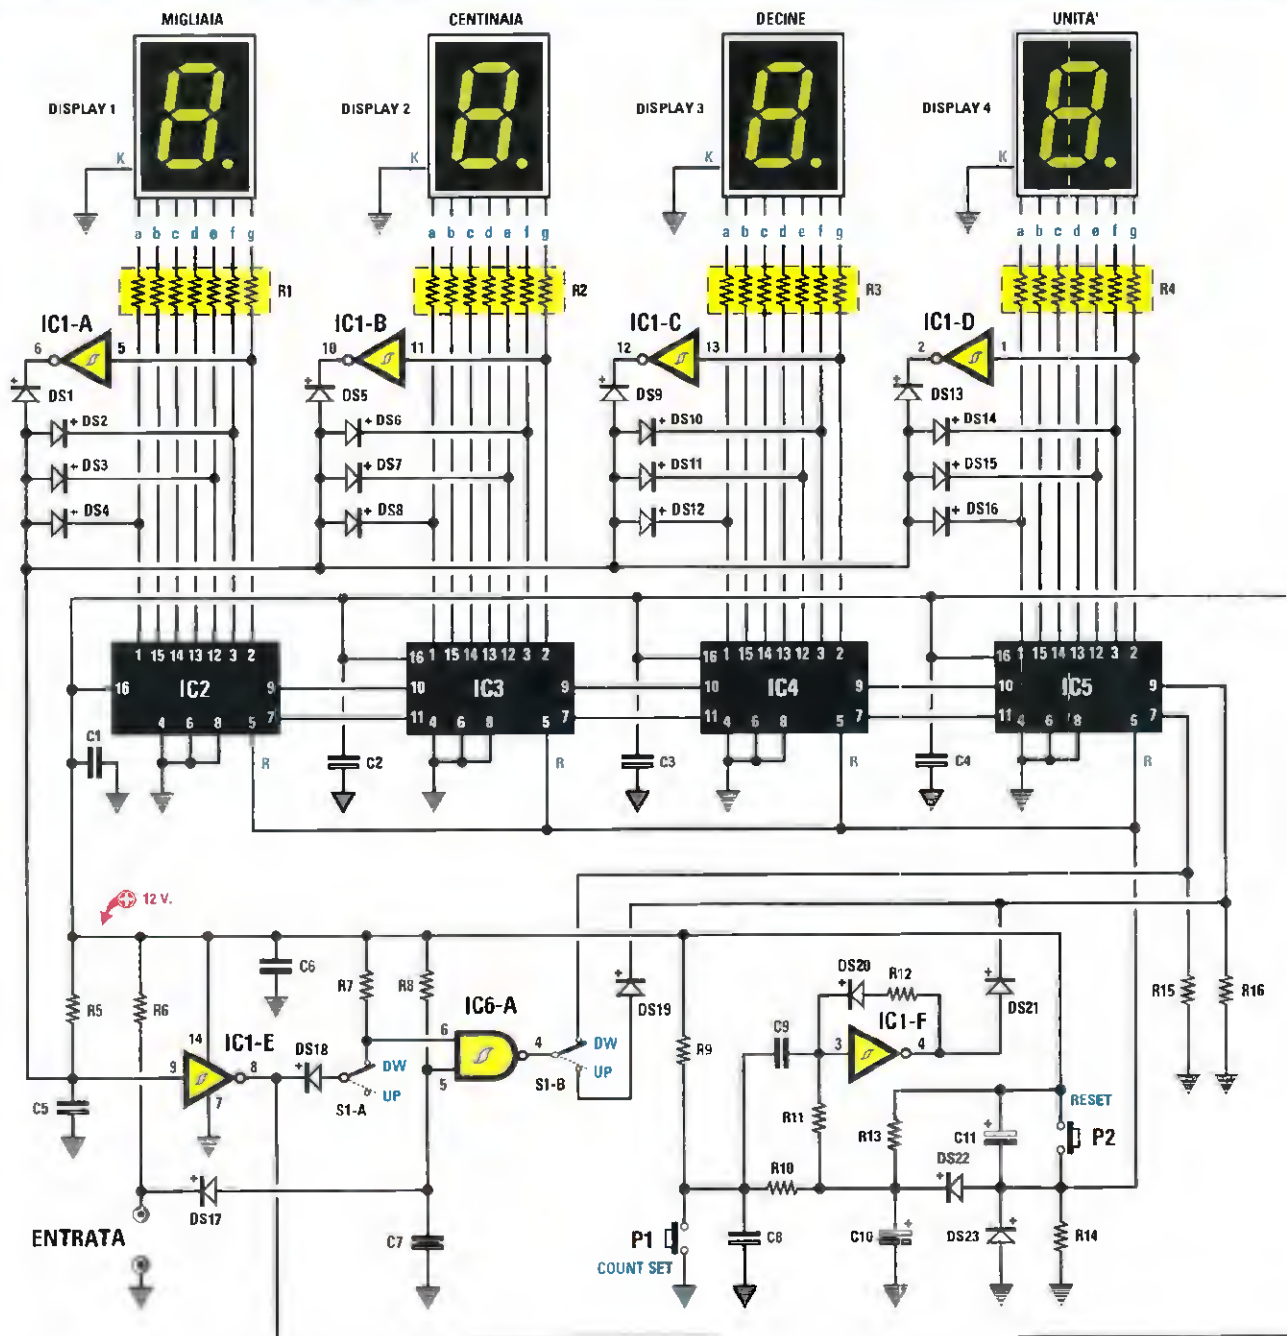 MIGLIAIA CENTINAIA DECINE UNITA'
DISPLAY 1 DISPLAY 2 DISPLAY 3 DISPLAY 4
K K K K
a b c d e f g a b c d e f g a b c d e f g a b c d e f g
R1 R2 R3 R4
IC1-A IC1-B IC1-C IC1-D
6 5 10 11 12 13 2 1
+ DS1 + DS5 + DS9 + DS13
+ DS2 + DS6 + DS10 + DS14
+ DS3 + DS7 + DS11 + DS15
+ DS4 + DS8 + DS12 + DS16
1 15 14 13 12 3 2 16 1 15 14 13 12 3 2 16 1 15 14 13 12 3 2 16 1 15 14 13 12 3 2
16 IC2 9 10 IC3 9 10 IC4 9 10 IC5 9
4 6 8 5 7 11 4 6 8 5 7 11 4 6 8 5 7 11 4 6 8 5 7
C1 R C2 R C3 R C4 R
12 V.
R5 R6 C6 R7 R8 DS19 DS20 R12 DS21 R15 R16
14 IC1-E IC6-A C9 IC1-F
9 8 7 DS18 DW 6 5 4 DW R9 3 4
C5 S1-A UP S1-B UP R11 R13 C11 RESET P2
DS17 R10 DS22
ENTRATA C7 P1 C8 C10 DS23 R14
COUNT SET